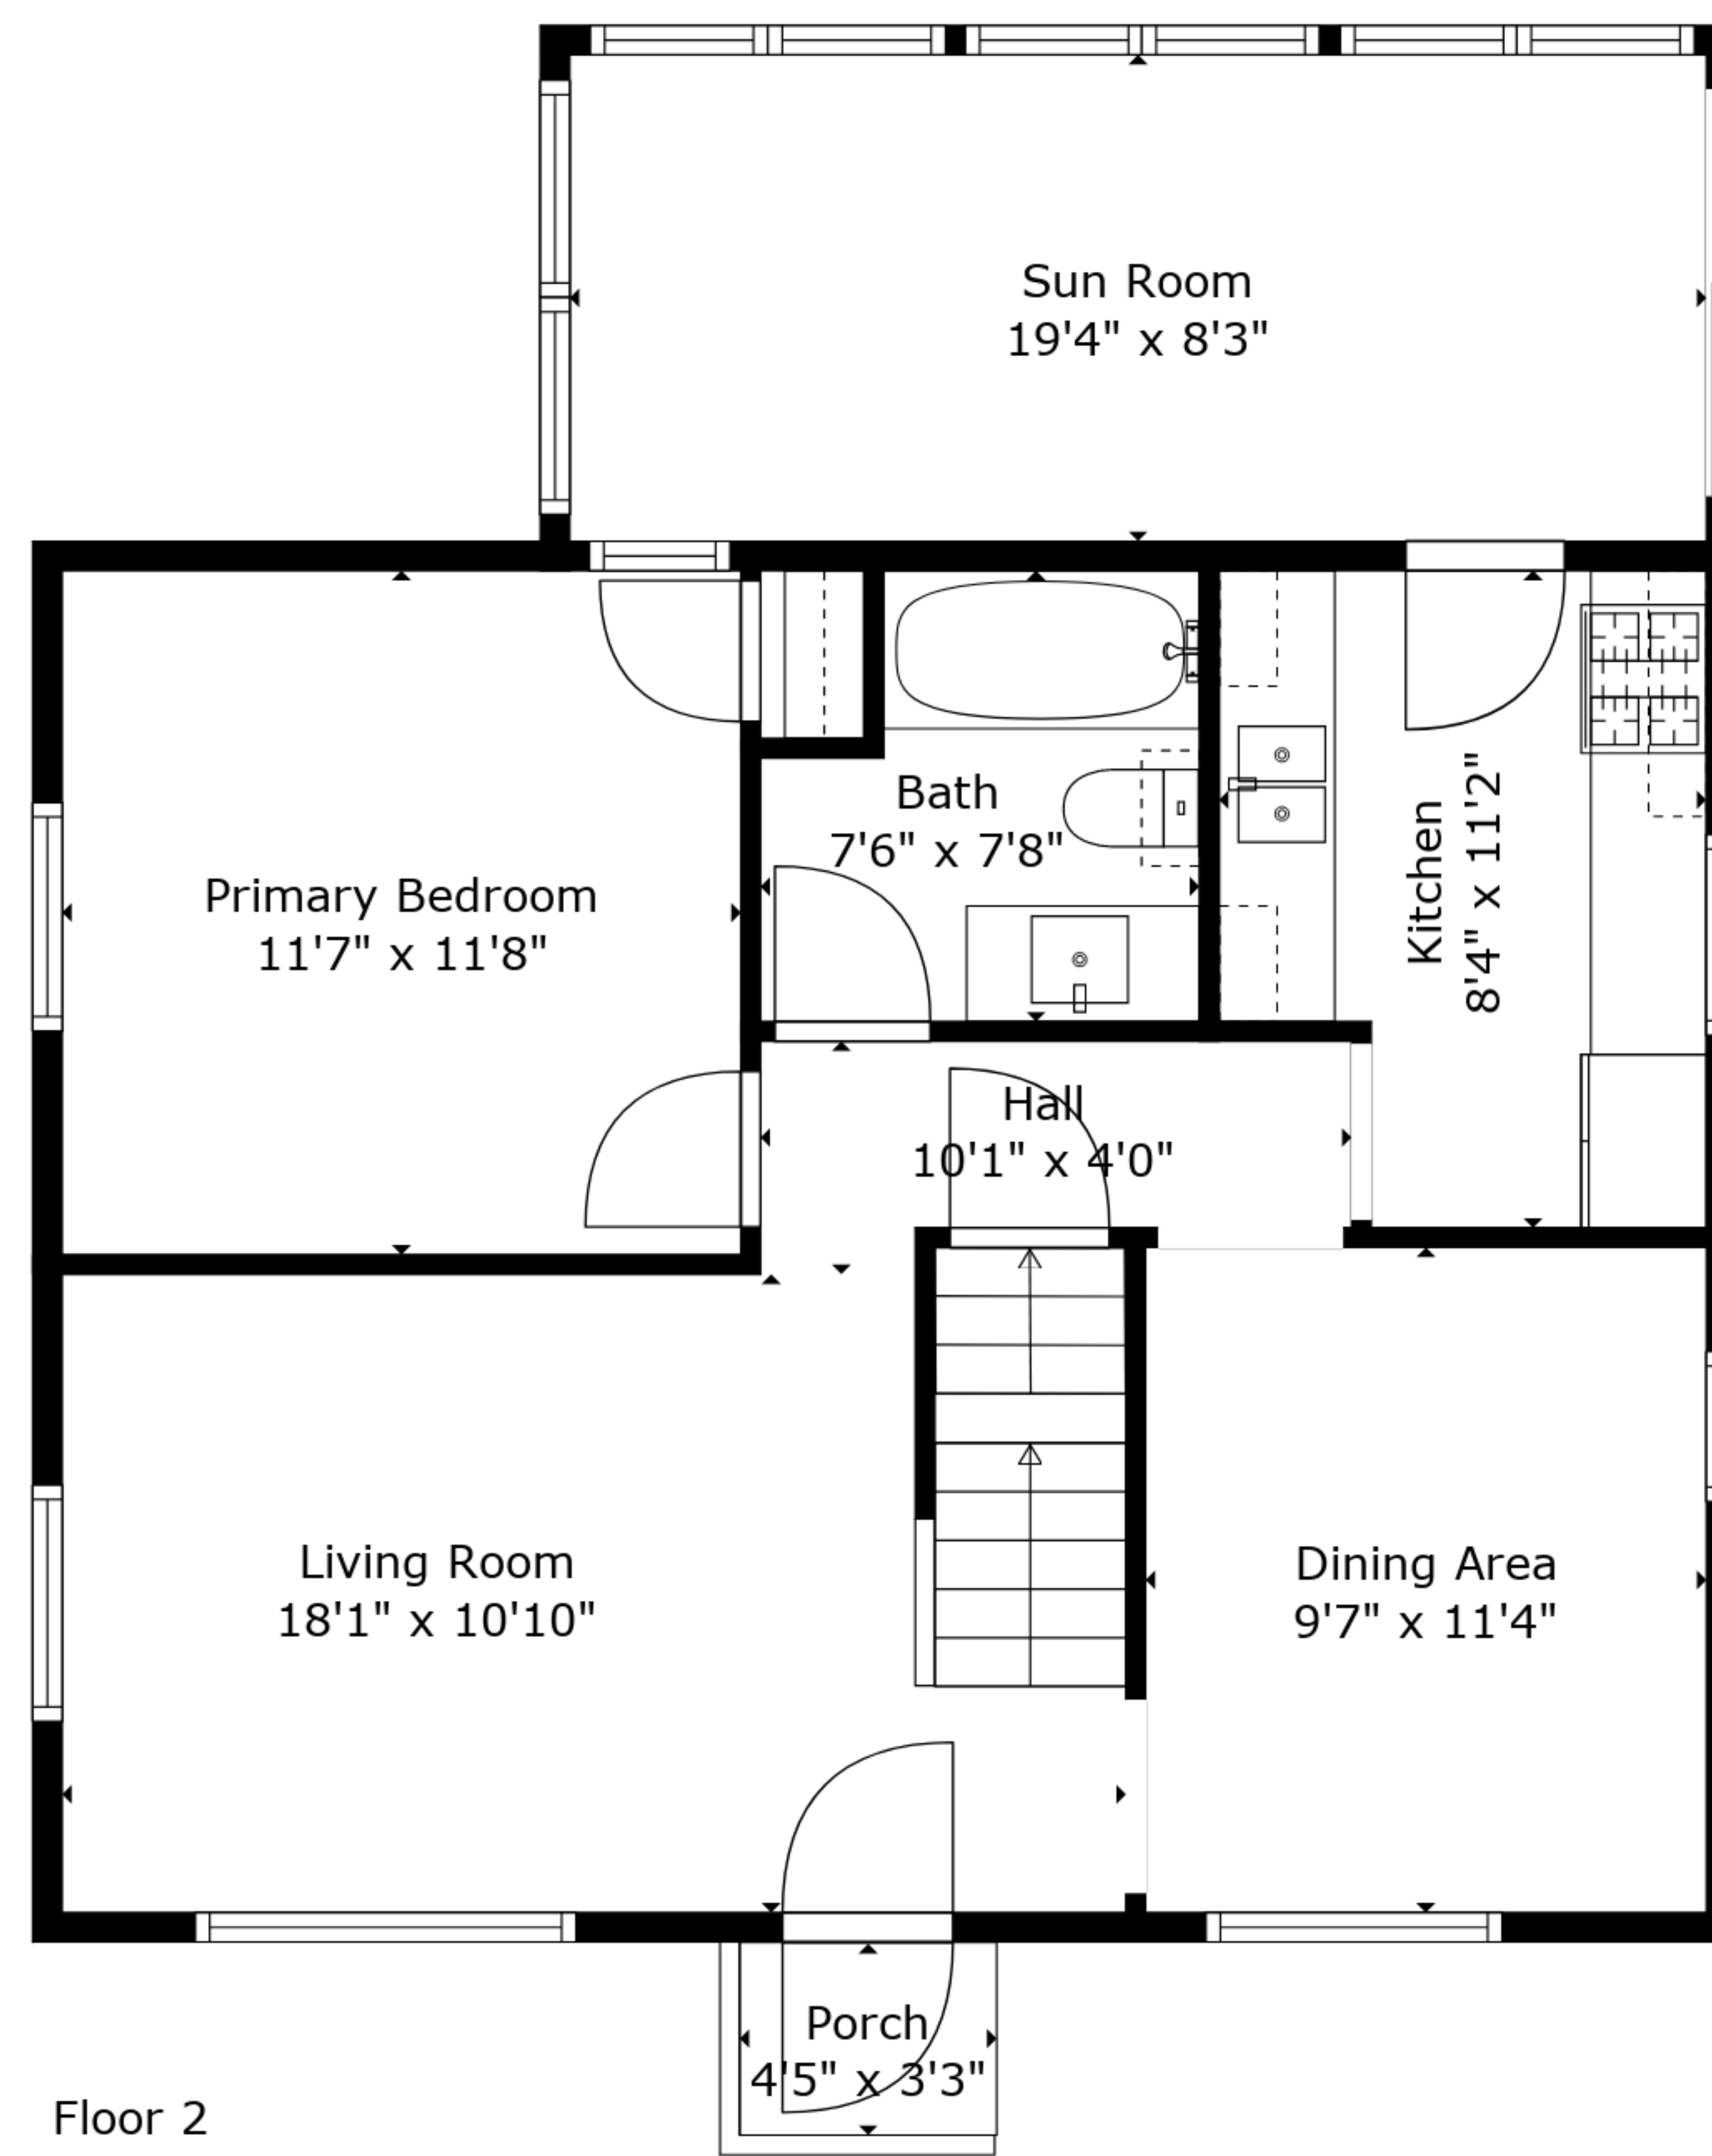 Sun Room
19'4" x 8'3"
Bath
7'6" x 7'8"
Kitchen
8'4" x 11'2"
Primary Bedroom
11'7" x 11'8"
Hall
10'1" x 4'0"
Living Room
18'1" x 10'10"
Dining Area
9'7" x 11'4"
Porch
4'5" x 3'3"
Floor 2